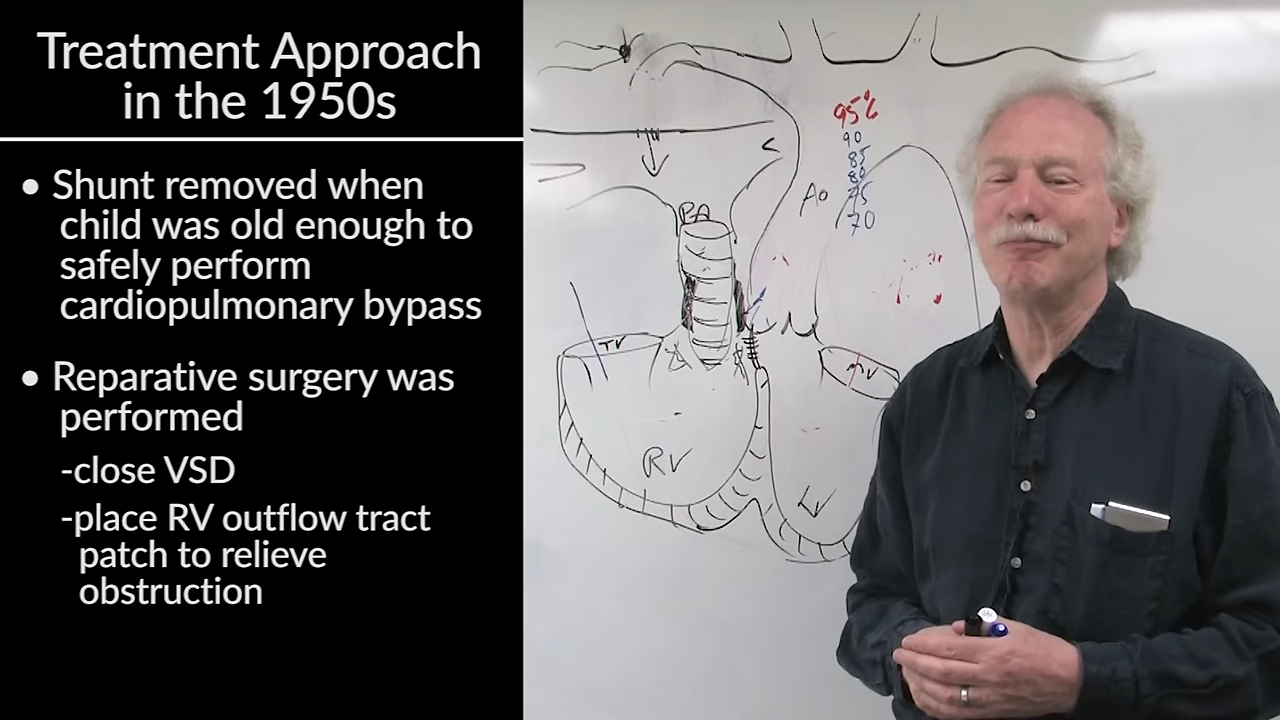 Treatment Approach
in the 1950s
• Shunt removed when
child was old enough to
safely perform
cardiopulmonary bypass
• Reparative surgery was
performed
-close VSD
-place RV outflow tract
patch to relieve
obstruction
95%
90
85
80
75
70
Ao
PA
TV
MV
RV
LV